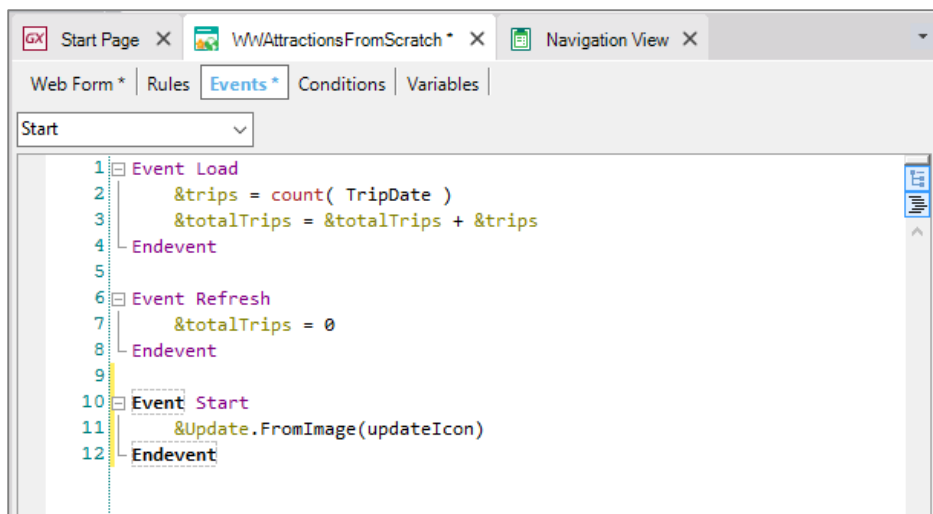 GX Start Page WWAttractionsFromScratch * Navigation View
Web Form * Rules Events * Conditions Variables
Start
1 Event Load
2 &trips = count( TripDate )
3 &totalTrips = &totalTrips + &trips
4 Endevent
5
6 Event Refresh
7 &totalTrips = 0
8 Endevent
9
10 Event Start
11 &Update.FromImage(updateIcon)
12 Endevent